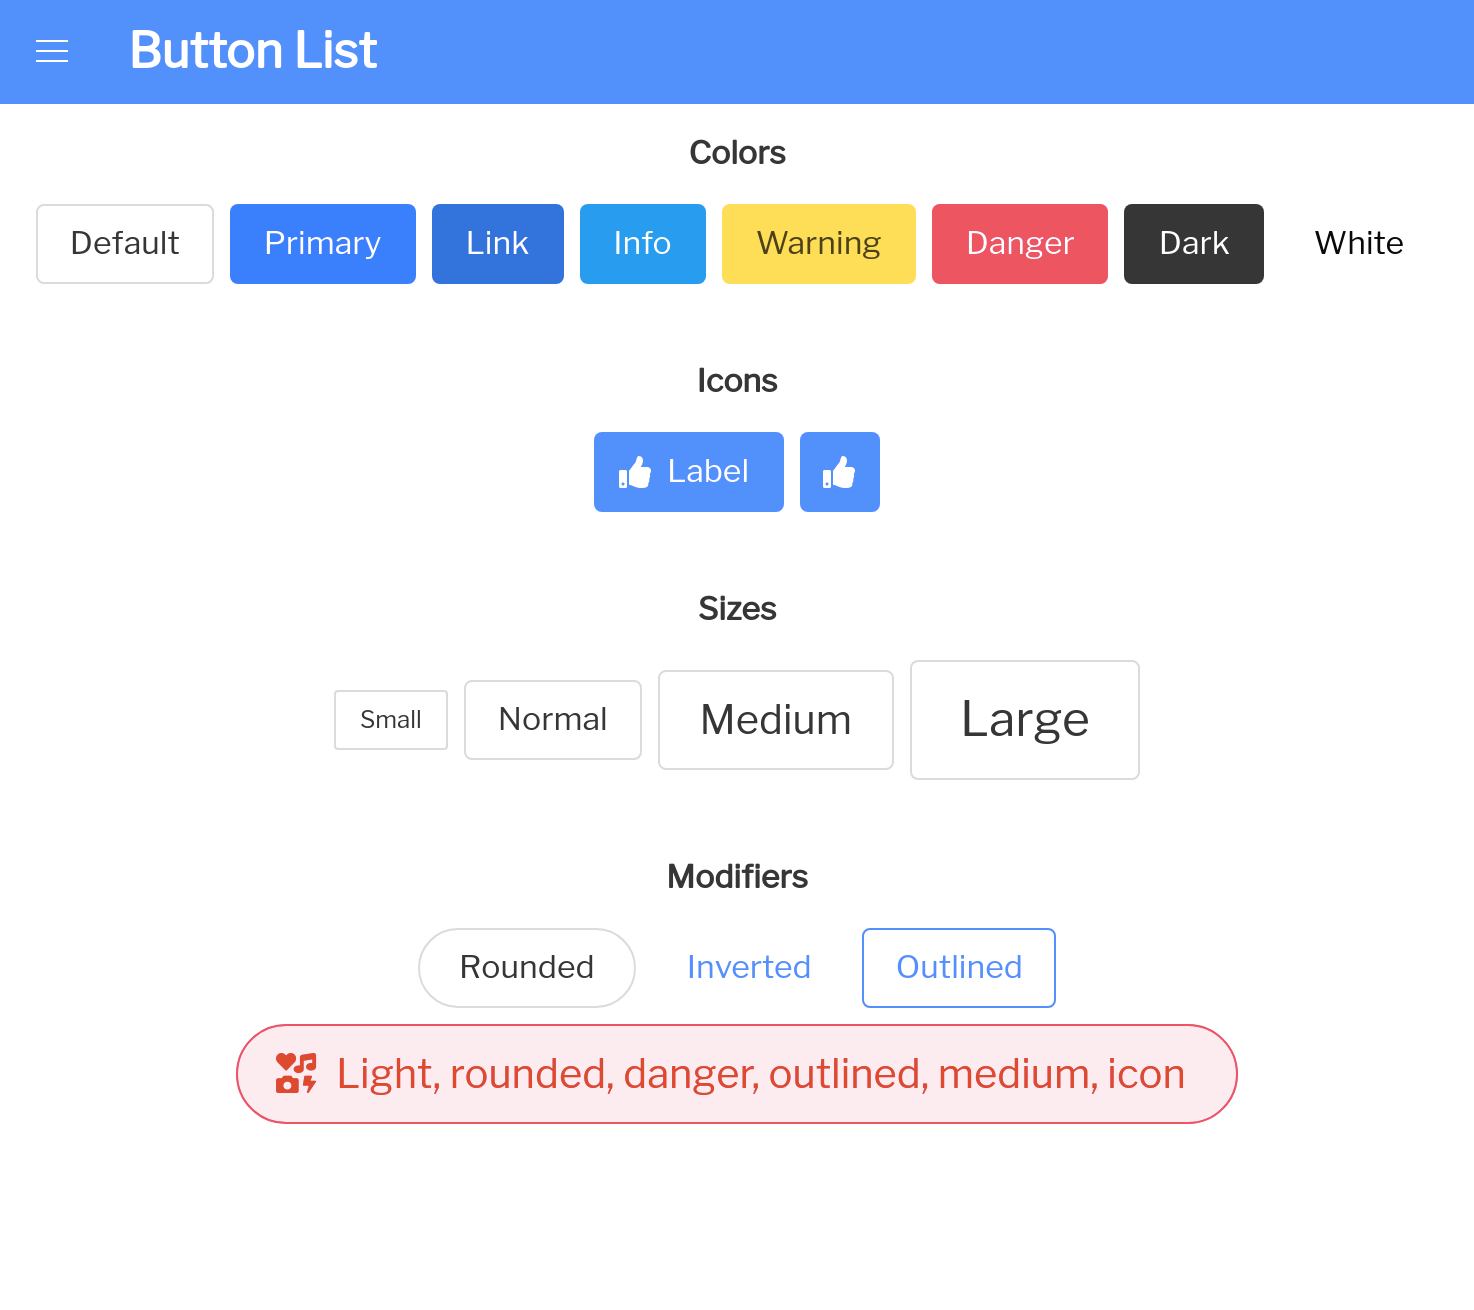 Button List
Colors
Default Primary Link Info Warning Danger Dark White
Icons
Label
Sizes
Small Normal Medium Large
Modifiers
Rounded Inverted Outlined
Light, rounded, danger, outlined, medium, icon